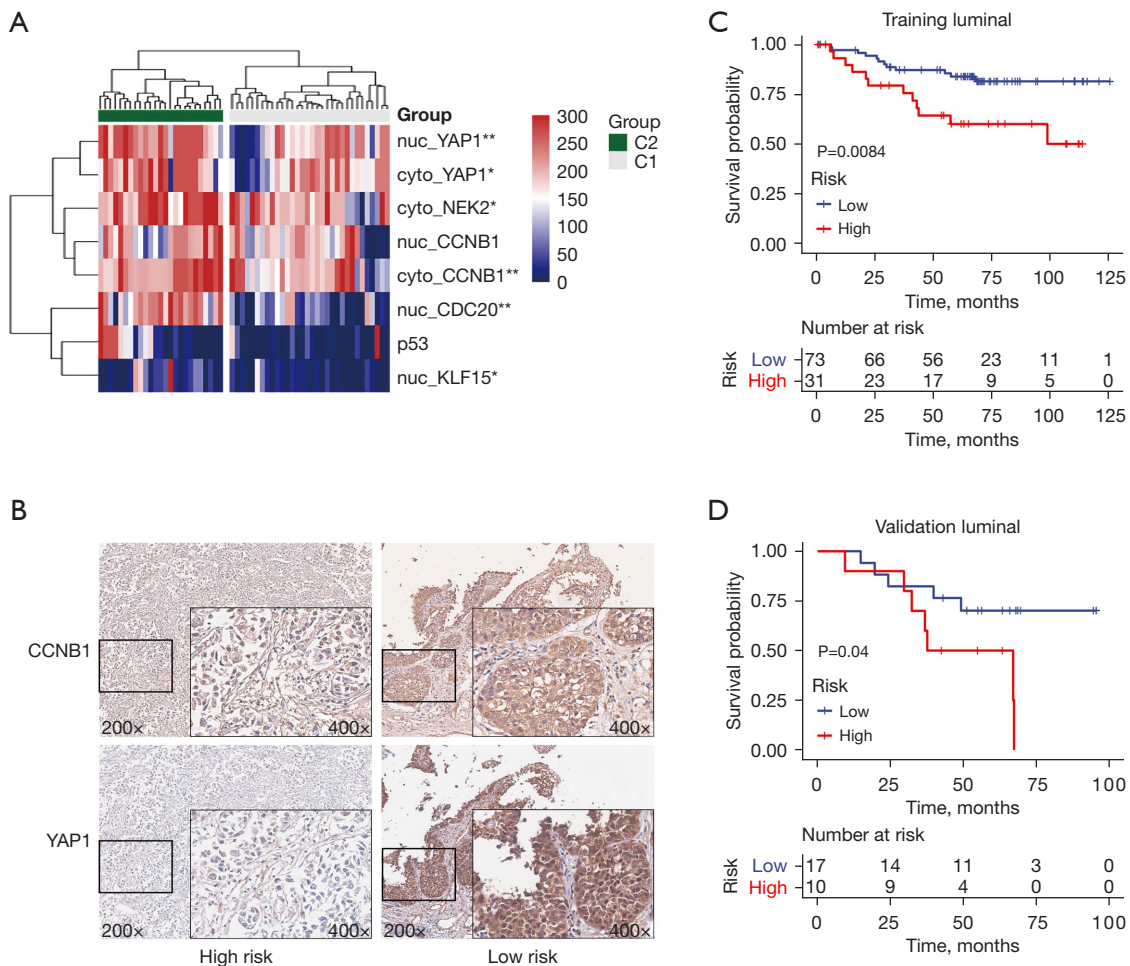 A
Group
nuc_YAP1**
cyto_YAP1*
cyto_NEK2*
nuc_CCNB1
cyto_CCNB1**
nuc_CDC20**
p53
nuc_KLF15*
300
250
200
150
100
50
0
Group
C2
C1
B
CCNB1
200×
400×
200×
400×
YAP1
200×
400×
200×
400×
High risk
Low risk
C
Training luminal
Survival probability
1.00
0.75
0.50
0.25
0.00
P=0.0084
Risk
Low
High
0 25 50 75 100 125
Time, months
Number at risk
Risk
Low 73 66 56 23 11 1
High 31 23 17 9 5 0
0 25 50 75 100 125
Time, months
D
Validation luminal
Survival probability
1.00
0.75
0.50
0.25
0.00
P=0.04
Risk
Low
High
0 25 50 75 100
Time, months
Number at risk
Risk
Low 17 14 11 3 0
High 10 9 4 0 0
0 25 50 75 100
Time, months